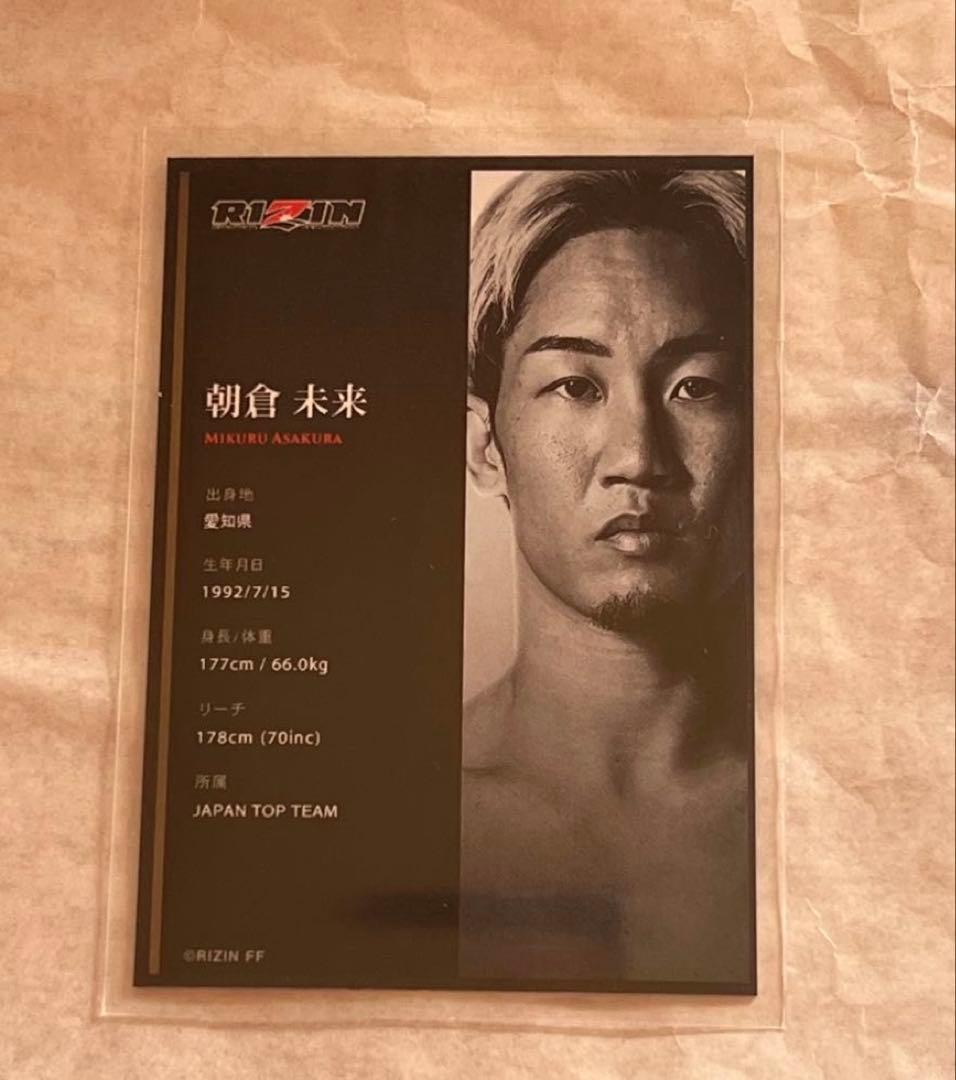 RIZIN
朝倉 未来
MIKURU ASAKURA
出身地
愛知県
生年月日
1992/7/15
身長/体重
177cm / 66.0kg
リーチ
178cm (70inc)
所属
JAPAN TOP TEAM
©RIZIN FF